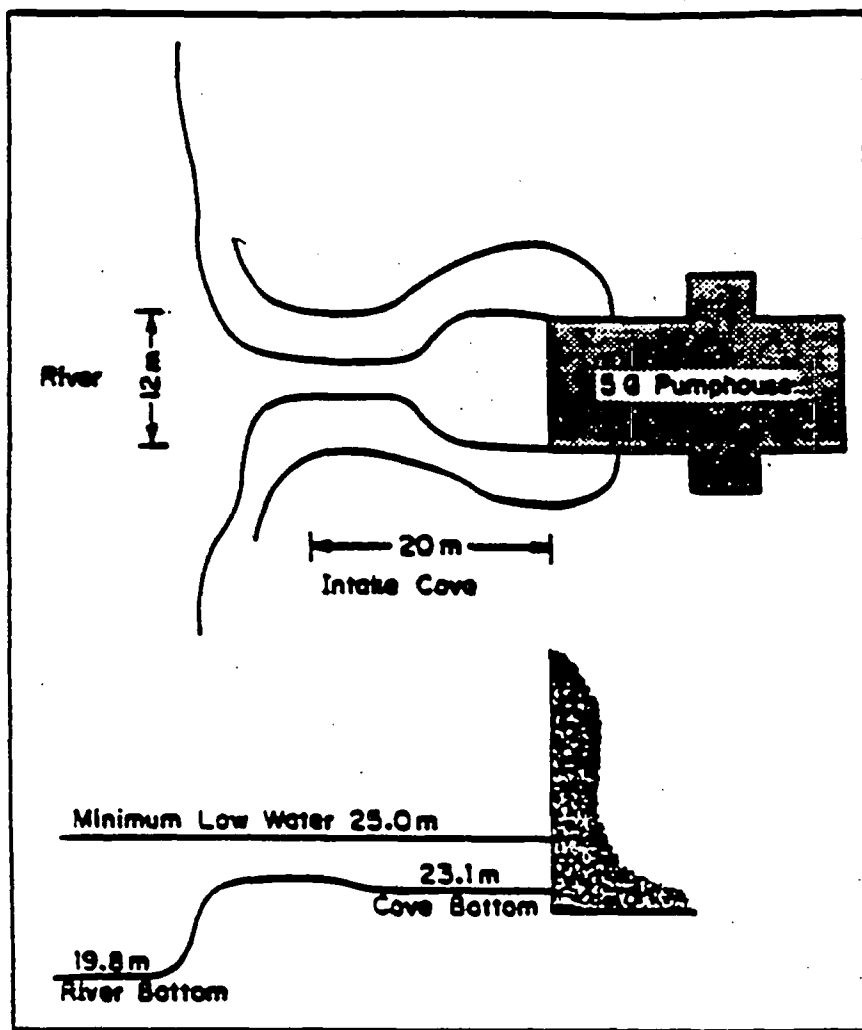 River
12 m
5 G Pumphouse
20 m
Intake Cove
Minimum Low Water 25.0 m
23.1 m
Cove Bottom
19.8 m
River Bottom